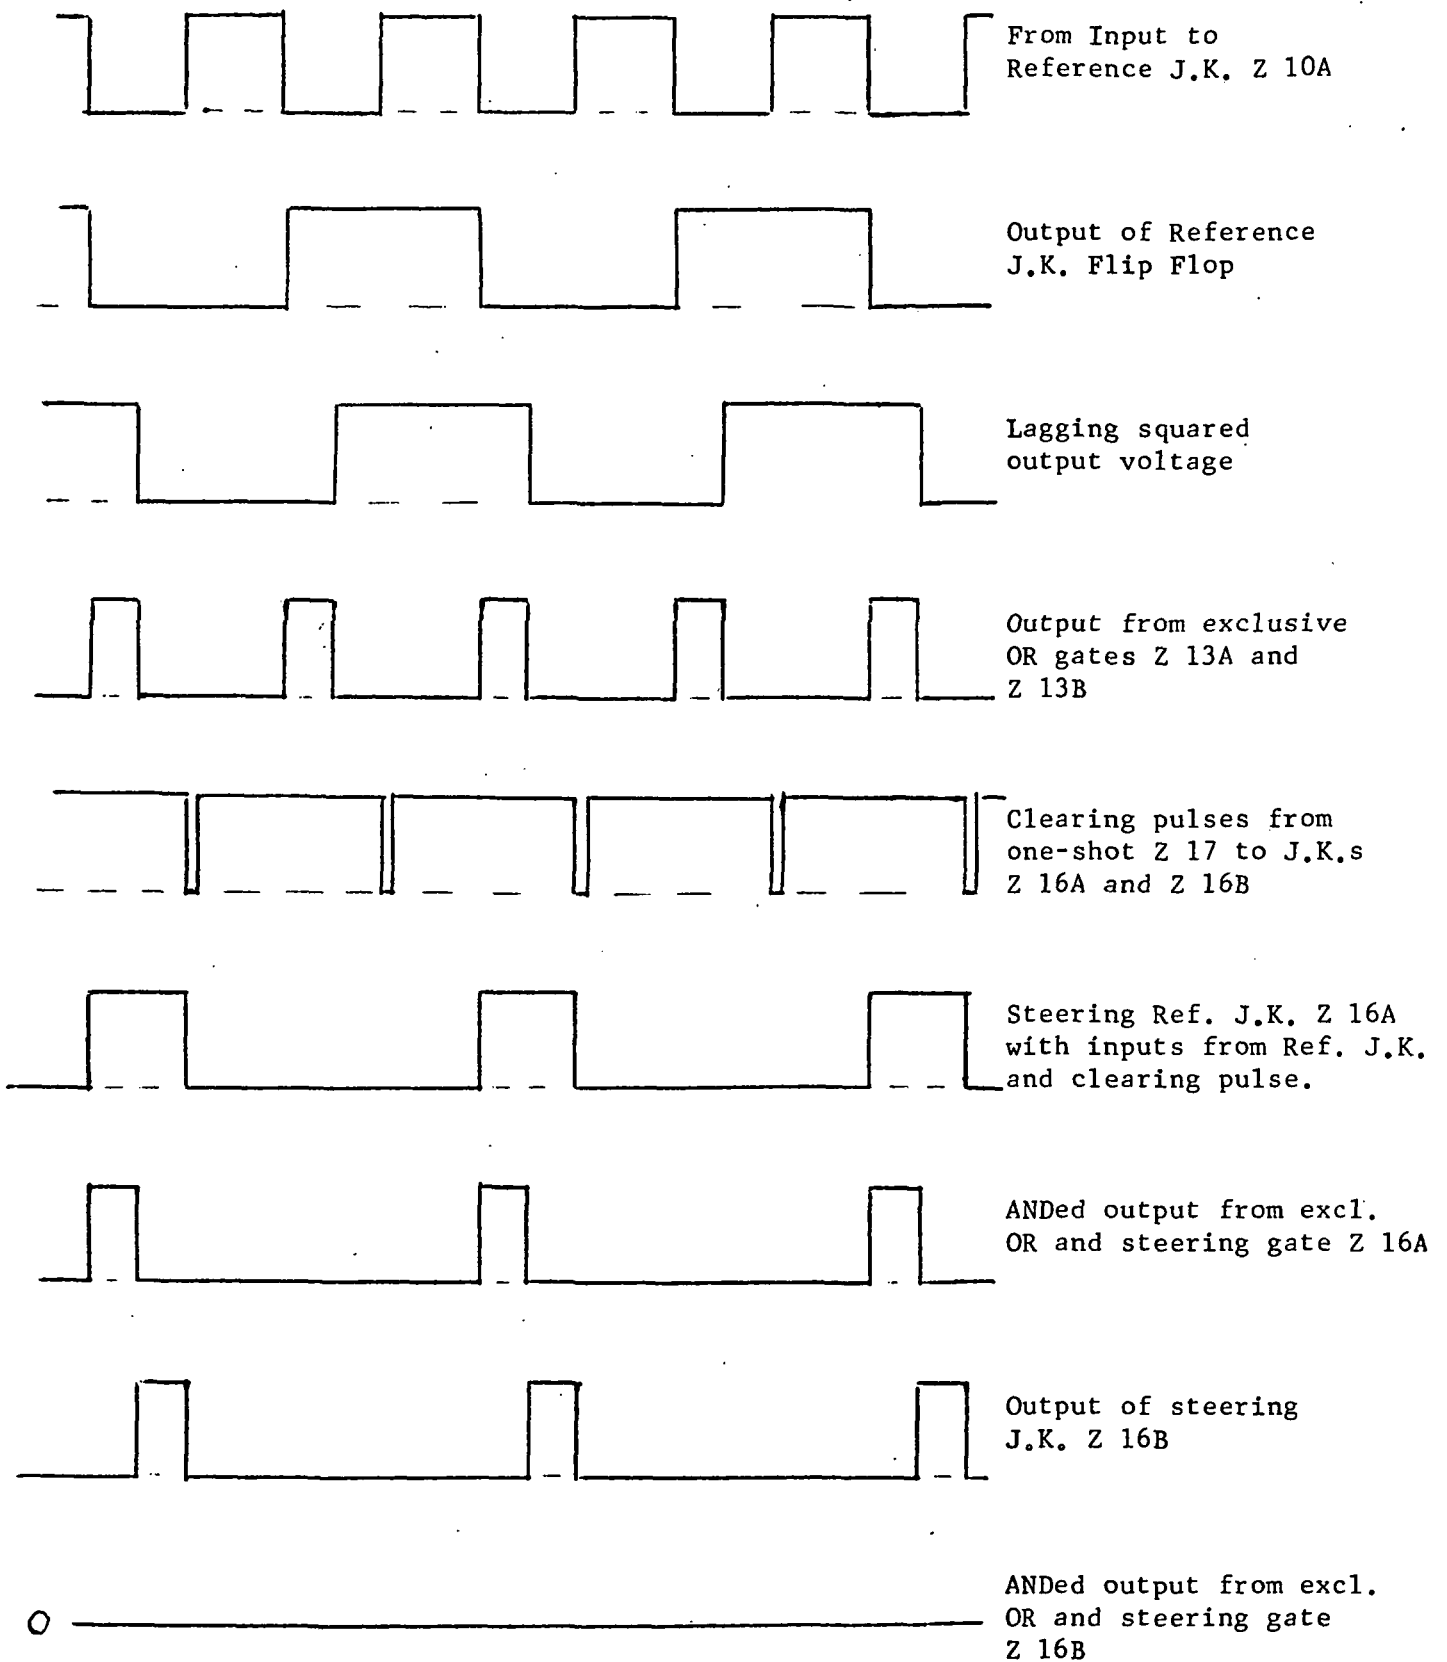 From Input to
Reference J.K. Z 10A
Output of Reference
J.K. Flip Flop
Lagging squared
output voltage
Output from exclusive
OR gates Z 13A and
Z 13B
Clearing pulses from
one-shot Z 17 to J.K.s
Z 16A and Z 16B
Steering Ref. J.K. Z 16A
with inputs from Ref. J.K.
and clearing pulse.
ANDed output from excl.
OR and steering gate Z 16A
Output of steering
J.K. Z 16B
O
ANDed output from excl.
OR and steering gate
Z 16B